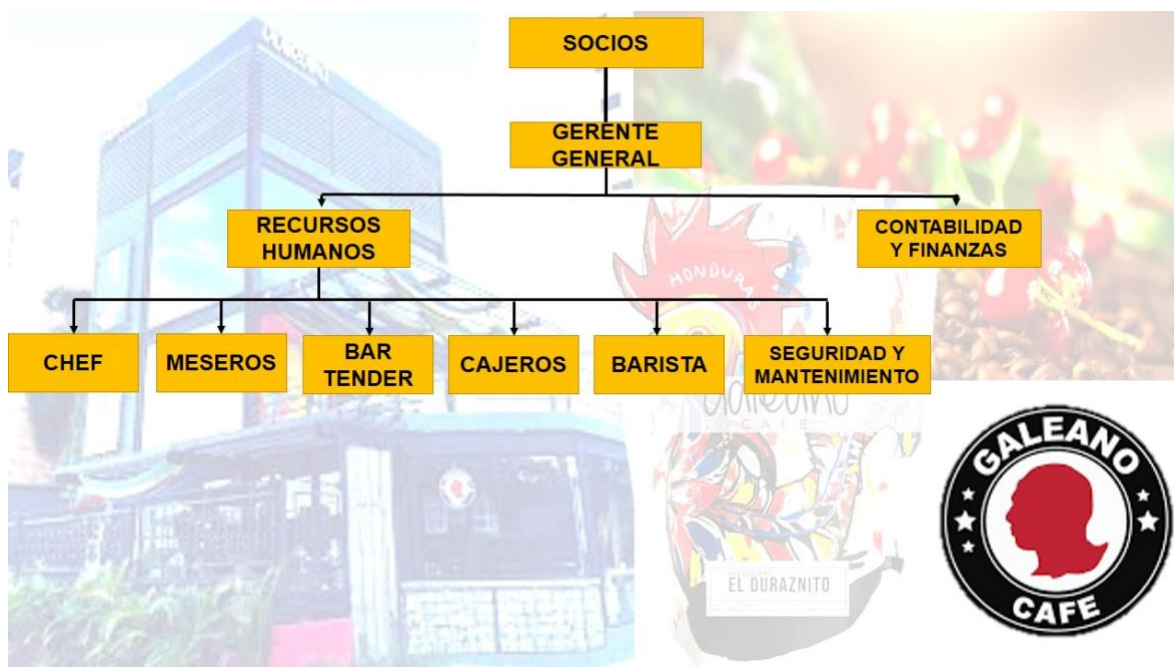 SOCIOS
GERENTE
GENERAL
RECURSOS
HUMANOS
CONTABILIDAD
Y FINANZAS
CHEF
MESEROS
BAR
TENDER
CAJEROS
BARISTA
SEGURIDAD Y
MANTENIMIENTO
HONDURAS
CAFÉ
EL DURAZNITO
GALEANO
CAFE